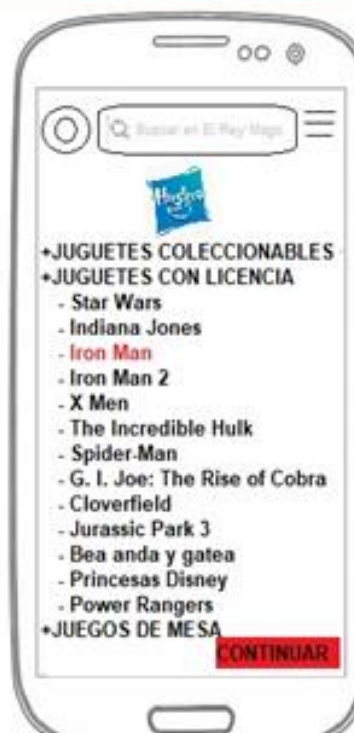 Buscar en El Rey Mago
Hasbro
+JUGUETES COLECCIONABLES
+JUGUETES CON LICENCIA
- Star Wars
- Indiana Jones
- Iron Man
- Iron Man 2
- X Men
- The Incredible Hulk
- Spider-Man
- G. I. Joe: The Rise of Cobra
- Cloverfield
- Jurassic Park 3
- Bea anda y gatea
- Princesas Disney
- Power Rangers
+JUEGOS DE MESA
CONTINUAR